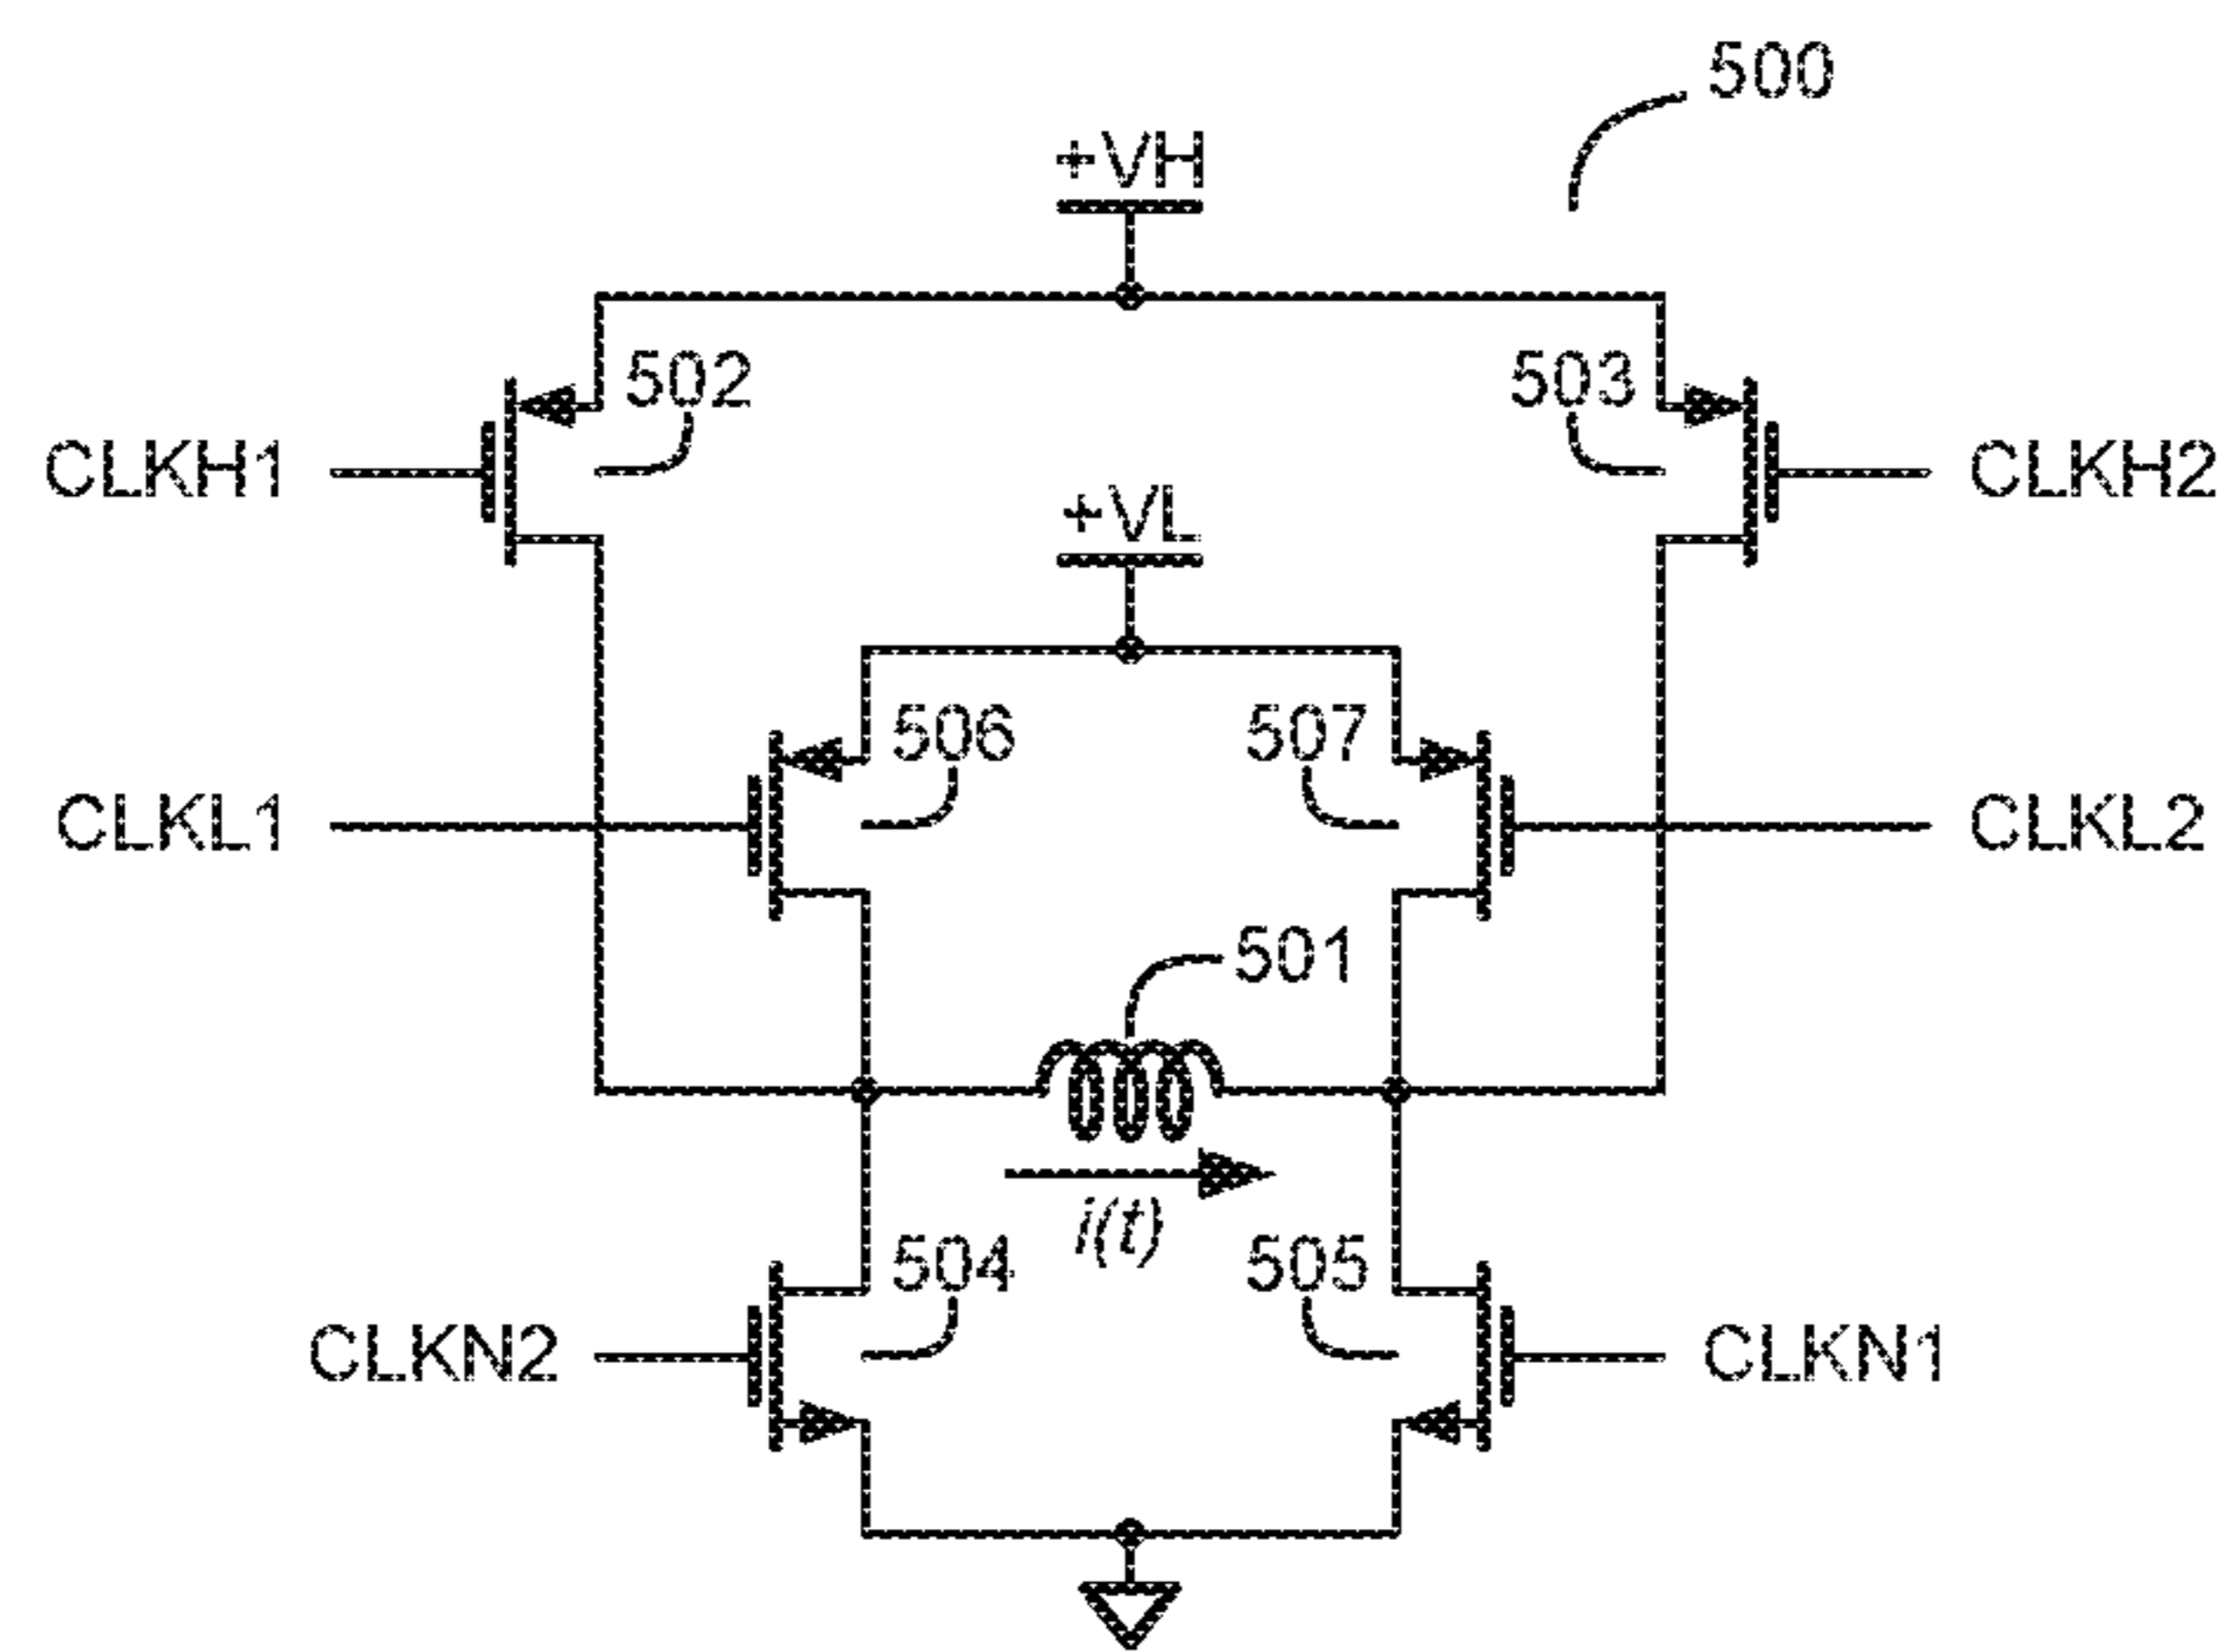 500
+VH
502
503
CLKH1
CLKH2
+VL
506
507
CLKL1
CLKL2
501
i(t)
504
505
CLKN2
CLKN1